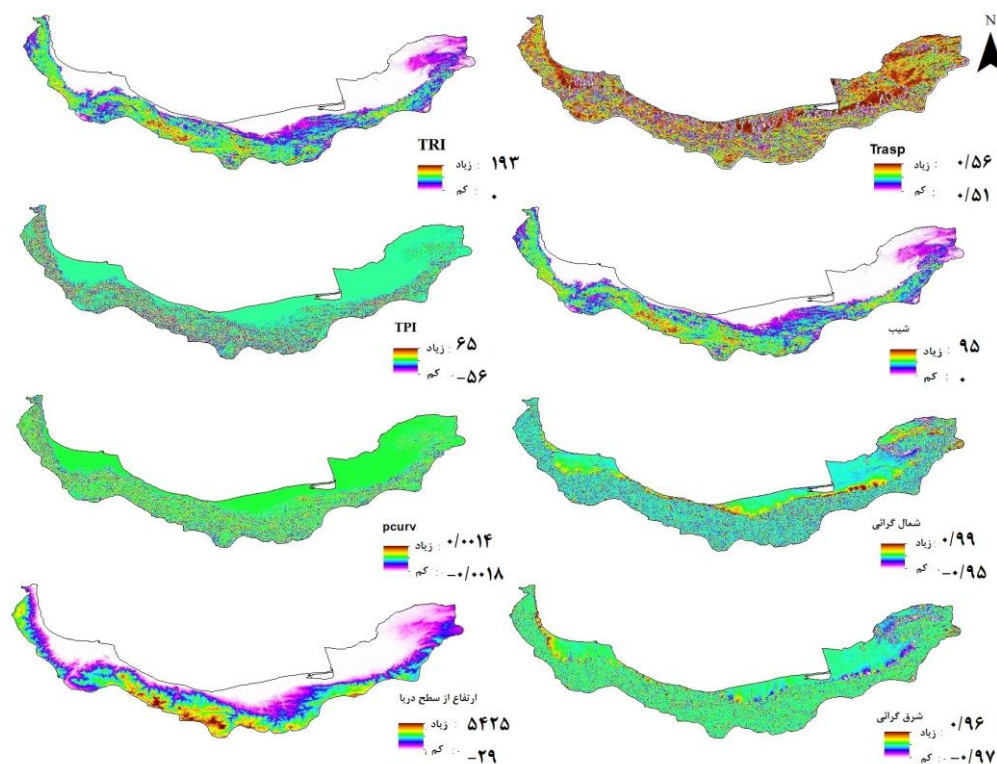 N
TRI
زیاد : ۱۹۳
کم : ۰
Trasp
زیاد : ۰/۵۶
کم : ۰/۵۱
TPI
زیاد : ۶۵
کم : -۵۶
شیب
زیاد : ۹۵
کم : ۰
pcurv
زیاد : ۰/۰۰۱۴
کم : -۰/۰۰۱۸
شمال گرائی
زیاد : ۰/۹۹
کم : -۰/۹۵
ارتفاع از سطح دریا
زیاد : ۵۴۲۵
کم : -۲۹
شرق گرائی
زیاد : ۰/۹۶
کم : -۰/۹۷